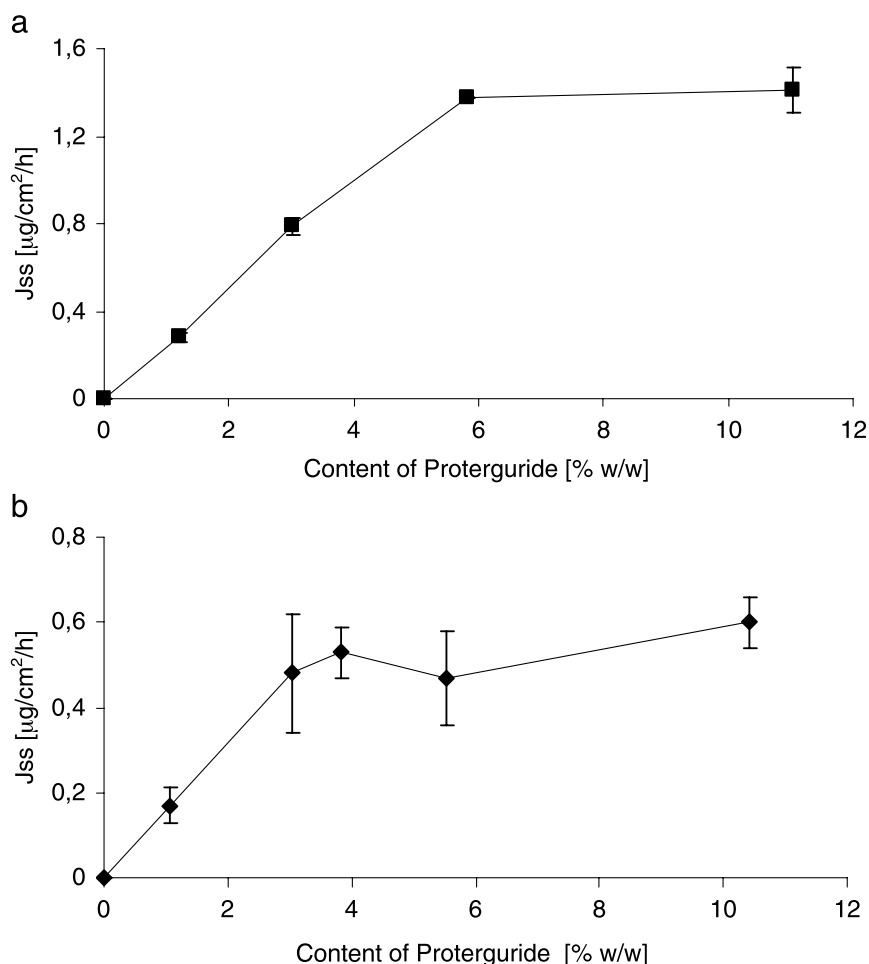 a
1,6
1,2
0,8
0,4
0
0 2 4 6 8 10 12
Jss [µg/cm²/h]
Content of Proterguride [% w/w]
b
0,8
0,6
0,4
0,2
0
0 2 4 6 8 10 12
Jss [µg/cm²/h]
Content of Proterguride [% w/w]